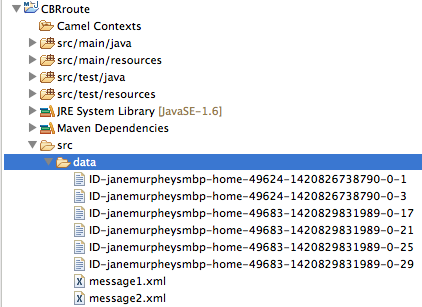 CBRroute
Camel Contexts
src/main/java
src/main/resources
src/test/java
src/test/resources
JRE System Library [JavaSE-1.6]
Maven Dependencies
src
data
ID-janemurpheysmbp-home-49624-1420826738790-0-1
ID-janemurpheysmbp-home-49624-1420826738790-0-3
ID-janemurpheysmbp-home-49683-1420829831989-0-17
ID-janemurpheysmbp-home-49683-1420829831989-0-21
ID-janemurpheysmbp-home-49683-1420829831989-0-25
ID-janemurpheysmbp-home-49683-1420829831989-0-29
message1.xml
message2.xml